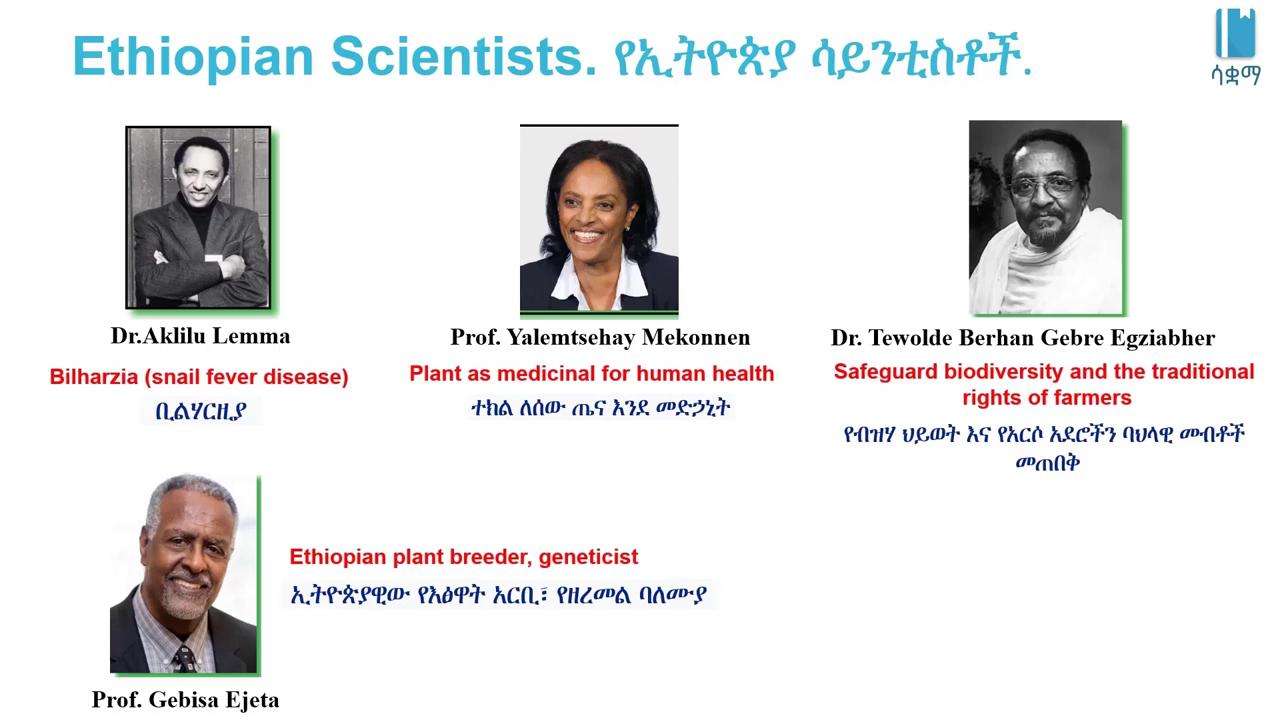 Ethiopian Scientists. የኢትዮጵያ ሳይንቲስቶች.
ሳቋማ
Dr.Aklilu Lemma
Bilharzia (snail fever disease)
ቢልሃርዚያ
Prof. Yalemtsehay Mekonnen
Plant as medicinal for human health
ተክል ለሰው ጤና እንደ መድኃኒት
Dr. Tewolde Berhan Gebre Egziabher
Safeguard biodiversity and the traditional
rights of farmers
የብዝሃ ህይወት እና የአርሶ አደሮችን ባህላዊ መብቶች
መጠበቅ
Ethiopian plant breeder, geneticist
ኢትዮጵያዊው የእፅዋት አርቢ፣ የዘረመል ባለሙያ
Prof. Gebisa Ejeta